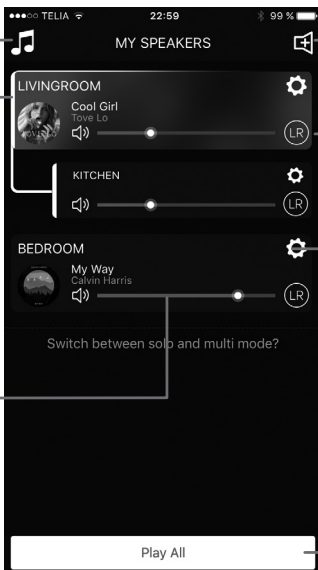 TELIA 22:59 99 %
MY SPEAKERS
LIVINGROOM
Cool Girl
Tove Lo
LR
KITCHEN
LR
BEDROOM
My Way
Calvin Harris
LR
Switch between solo and multi mode?
Play All